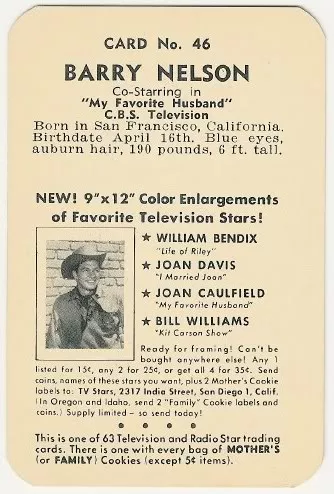 CARD No. 46
BARRY NELSON
Co-Starring in
"My Favorite Husband"
C.B.S. Television
Born in San Francisco, California.
Birthdate April 16th. Blue eyes,
auburn hair, 190 pounds, 6 ft. tall.
NEW! 9"x12" Color Enlargements
of Favorite Television Stars!
★ WILLIAM BENDIX
"Life of Riley"
★ JOAN DAVIS
"I Married Joan"
★ JOAN CAULFIELD
"My Favorite Husband"
★ BILL WILLIAMS
"Kit Carson Show"
Ready for framing! Can't be
bought anywhere else! Any 1
listed for 15¢, any 2 for 25¢, or get all 4 for 35¢. Send
coins, names of these stars you want, plus 2 Mother's Cookie
labels to: TV Stars, 2317 India Street, San Diego 1, Calif.
(In Oregon and Idaho, send 2 "Family" Cookie labels and
coins.) Supply limited – so send today!
This is one of 63 Television and Radio Star trading
cards. There is one with every bag of MOTHER'S
(or FAMILY) Cookies (except 5¢ items).